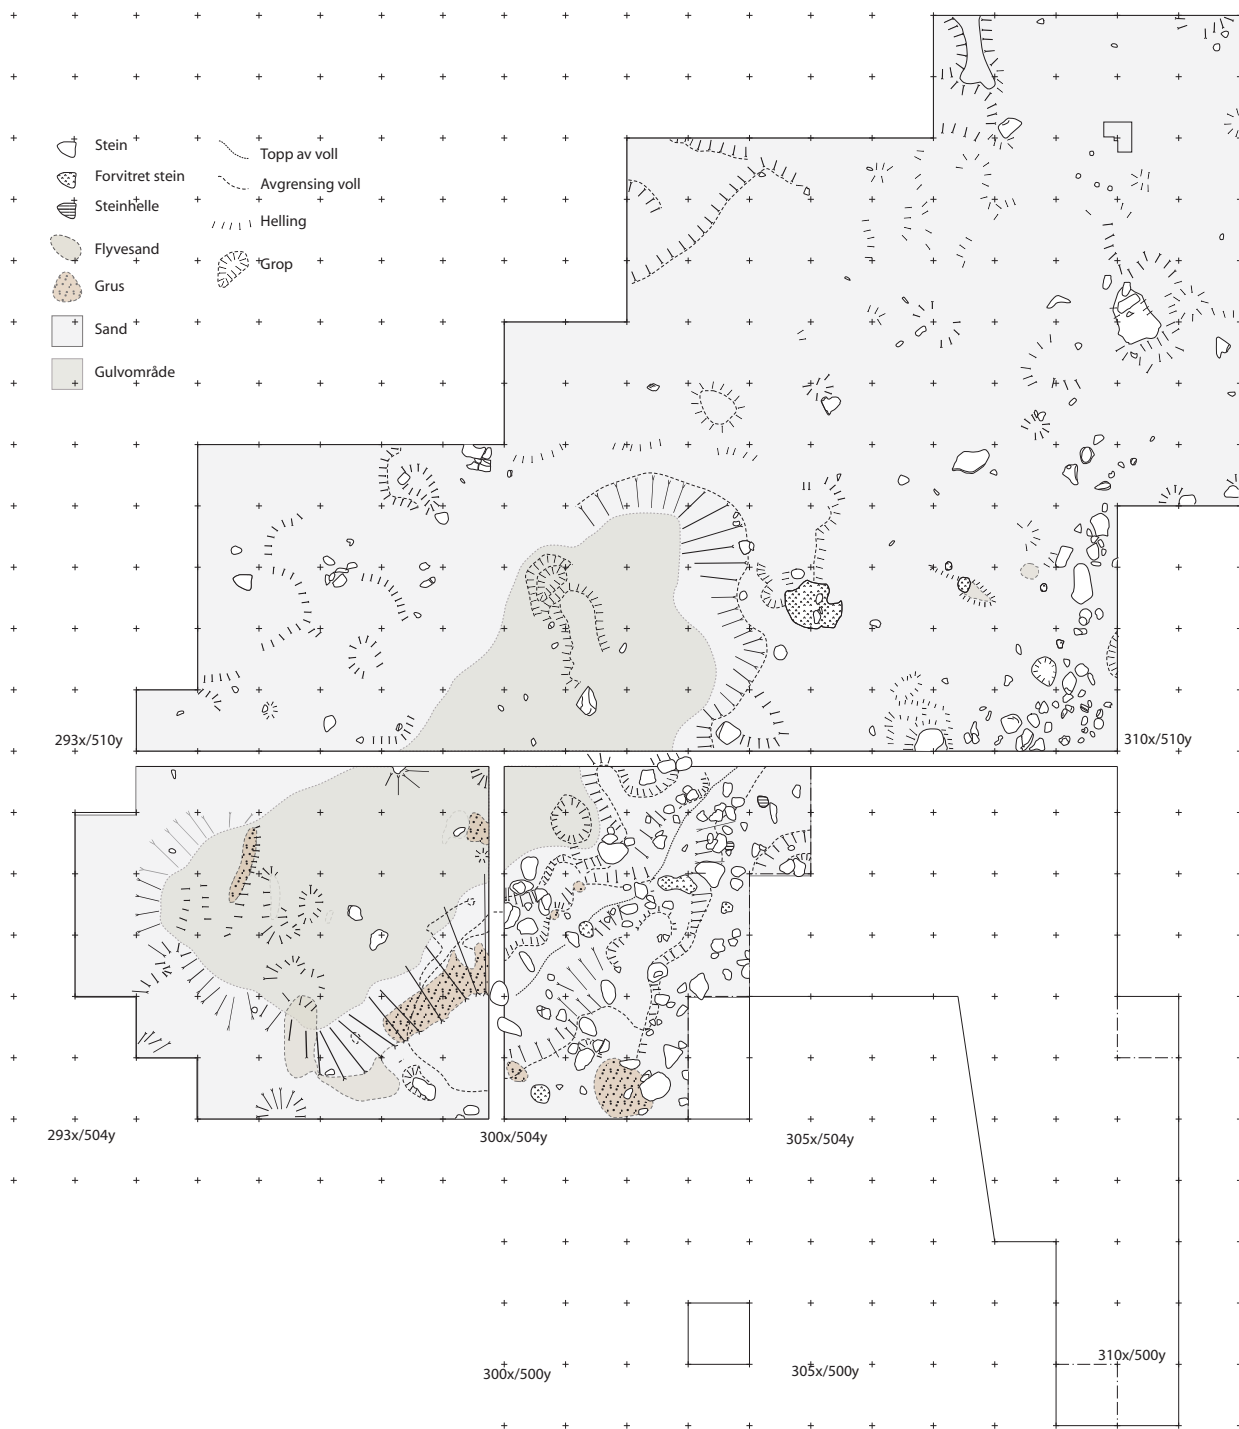 Stein
Forvitret stein
Steinhelle
Flyvesand
Grus
Sand
Gulvområde
Topp av voll
Avgrensing voll
Helling
Grop
293x/510y
310x/510y
293x/504y
300x/504y
305x/504y
300x/500y
305x/500y
310x/500y